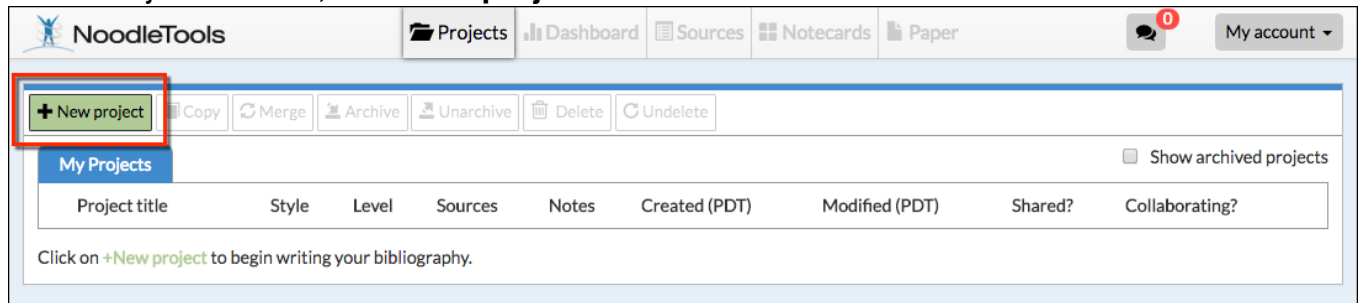 NoodleTools Projects Dashboard Sources Notecards Paper 0 My account
+ New project Copy Merge Archive Unarchive Delete Undelete
My Projects Show archived projects
Project title Style Level Sources Notes Created (PDT) Modified (PDT) Shared? Collaborating?
Click on +New project to begin writing your bibliography.